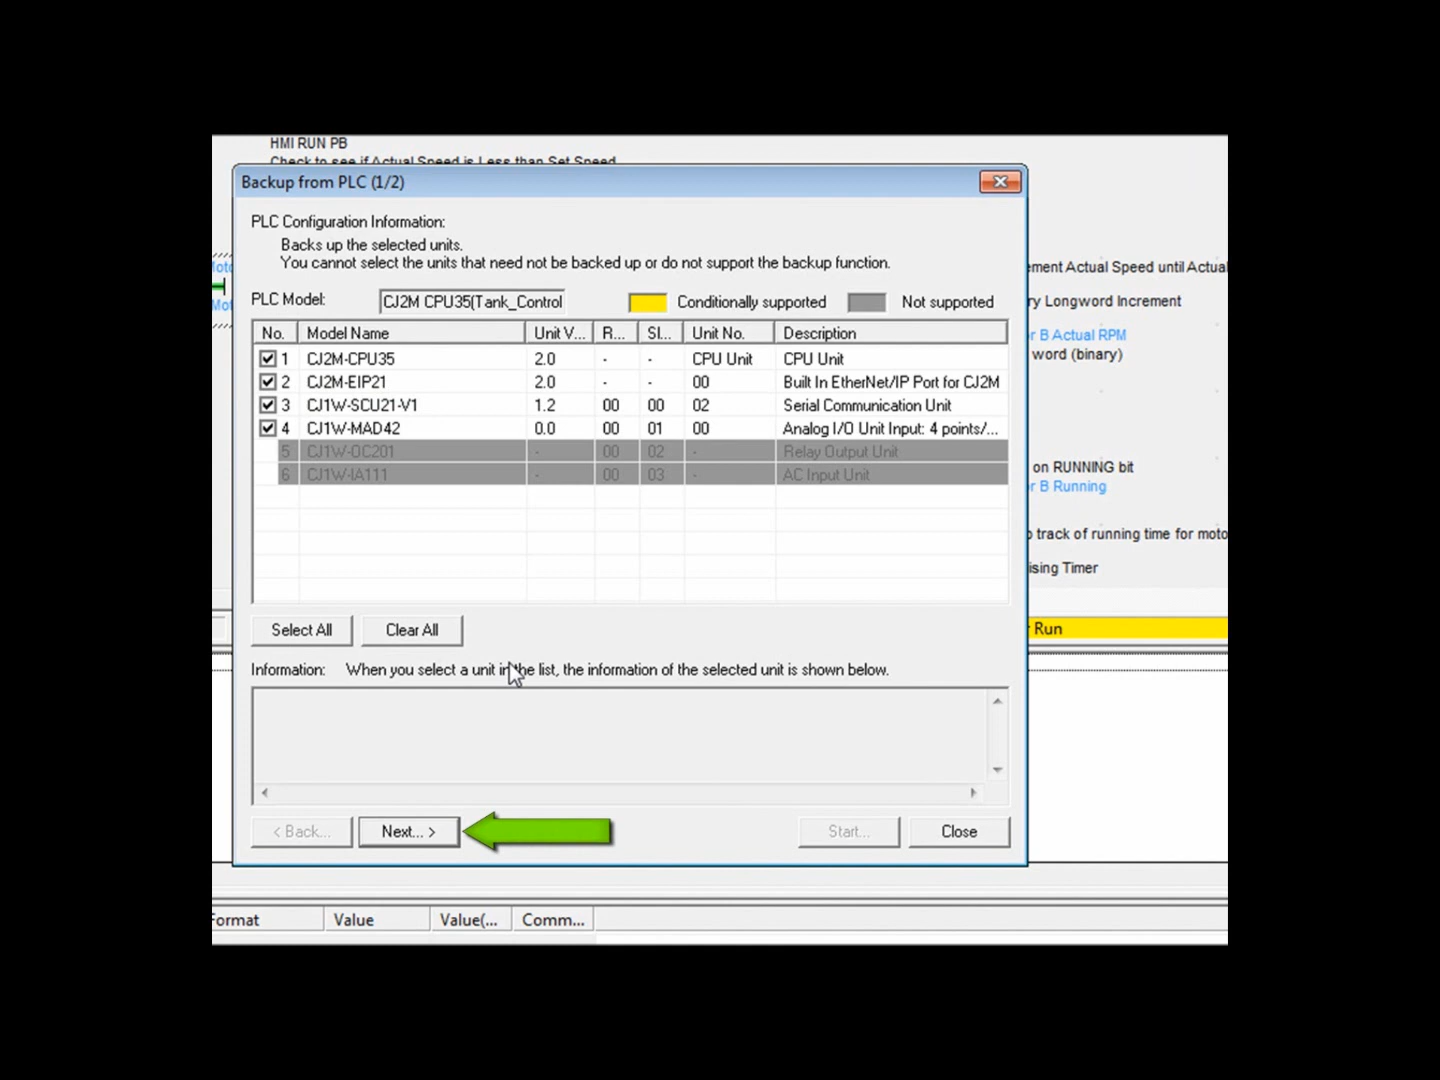 HMI RUN PB
Check to see if Actual Speed is Less than Set Speed
Backup from PLC (1/2)
PLC Configuration Information:
Backs up the selected units.
You cannot select the units that need not be backed up or do not support the backup function.
PLC Model: CJ2M CPU35(Tank_Control Conditionally supported Not supported
No. Model Name Unit V... R... Sl... Unit No. Description
1 CJ2M-CPU35 2.0 - - CPU Unit CPU Unit
2 CJ2M-EIP21 2.0 - - 00 Built In EtherNet/IP Port for CJ2M
3 CJ1W-SCU21-V1 1.2 00 00 02 Serial Communication Unit
4 CJ1W-MAD42 0.0 00 01 00 Analog I/O Unit Input: 4 points/...
5 CJ1W-OC201 - 00 02 - Relay Output Unit
6 CJ1W-IA111 - 00 03 - AC Input Unit
Select All Clear All
Information: When you select a unit in the list, the information of the selected unit is shown below.
< Back... Next... > Start... Close
ment Actual Speed until Actual
ry Longword Increment
r B Actual RPM
word (binary)
on RUNNING bit
r B Running
track of running time for moto
ising Timer
Run
Format Value Value(... Comm...